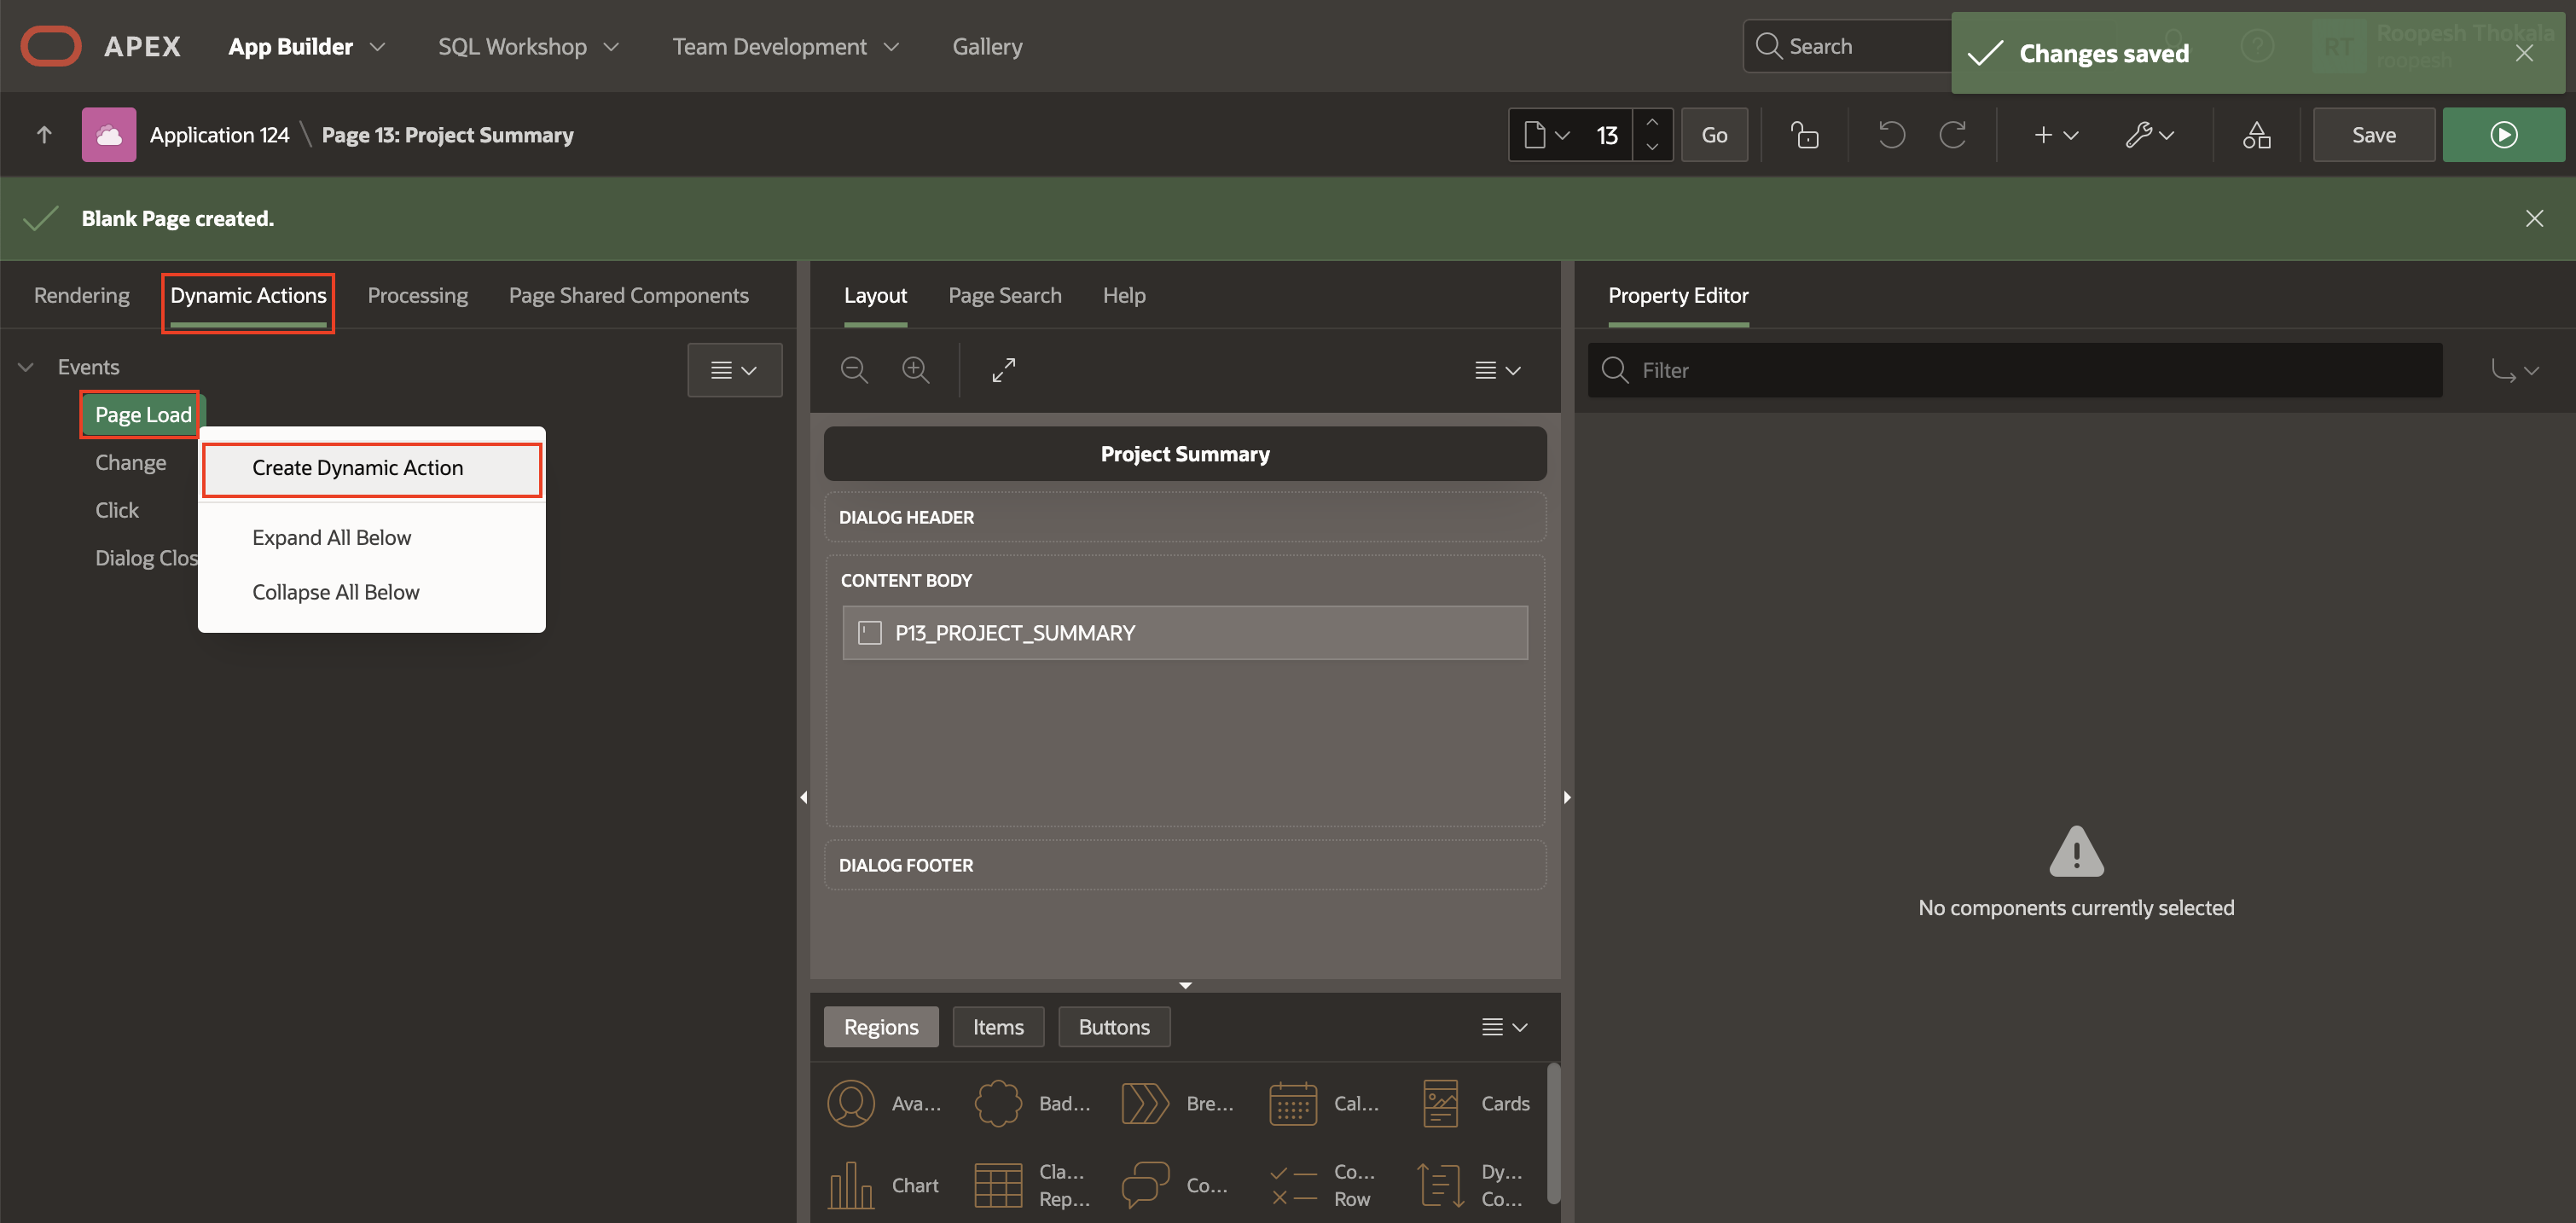 APEX
App Builder
SQL Workshop
Team Development
Gallery
Search
Changes saved
RT
Roopesh Thokala
roopesh
Application 124 \ Page 13: Project Summary
13
Go
Save
Blank Page created.
Rendering
Dynamic Actions
Processing
Page Shared Components
Layout
Page Search
Help
Property Editor
Events
Page Load
Change
Click
Dialog Clos
Create Dynamic Action
Expand All Below
Collapse All Below
Filter
Project Summary
DIALOG HEADER
CONTENT BODY
P13_PROJECT_SUMMARY
DIALOG FOOTER
No components currently selected
Regions
Items
Buttons
Ava...
Bad...
Bre...
Cal...
Cards
Chart
Cla...
Rep...
Co...
Co...
Row
Dy...
Co...